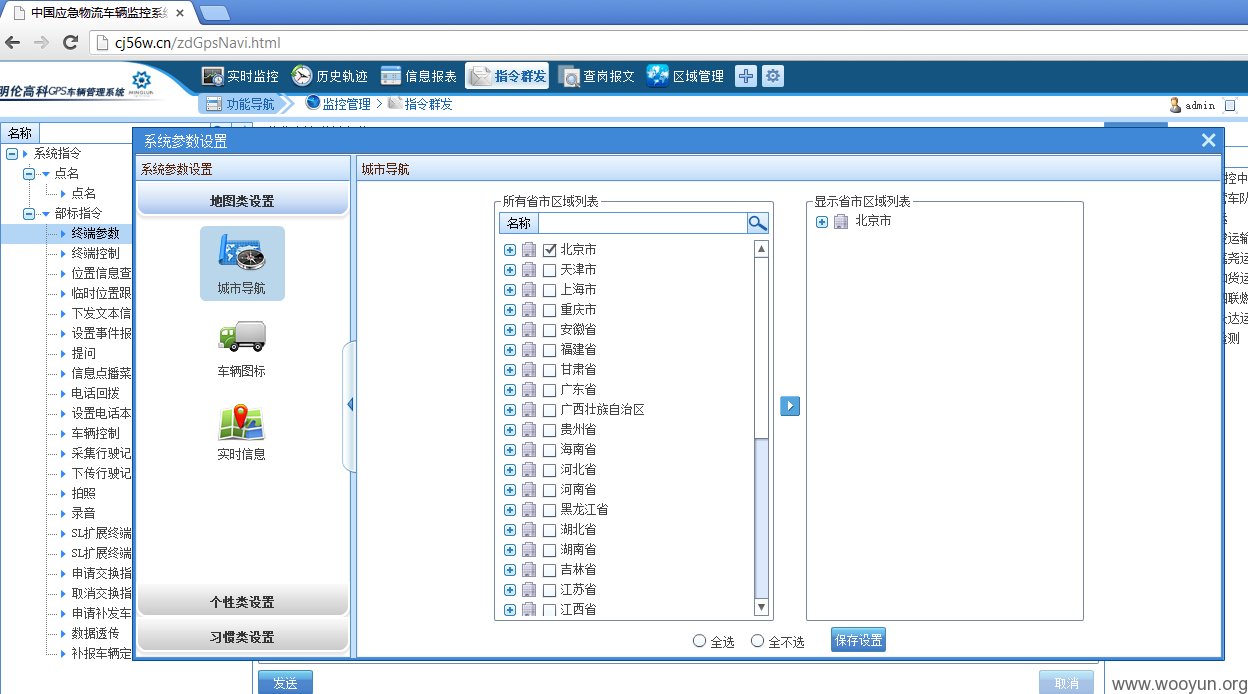 中国应急物流车辆监控系统
cj56w.cn/zdGpsNavi.html
明伦高科GPS车辆管理系统
MINGLUN
实时监控
历史轨迹
信息报表
指令群发
查岗报文
区域管理
功能导航
监控管理 > 指令群发
admin
名称
系统指令
点名
点名
部标指令
终端参数
终端控制
位置信息查
临时位置跟
下发文本信
设置事件报
提问
信息点播菜
电话回拨
设置电话本
车辆控制
采集行驶记
下传行驶记
拍照
录音
SL扩展终端
SL扩展终端
申请交换指
取消交换指
申请补发车
数据透传
补报车辆定
系统参数设置
系统参数设置
地图类设置
城市导航
车辆图标
实时信息
个性类设置
习惯类设置
城市导航
所有省市区域列表
名称
北京市
天津市
上海市
重庆市
安徽省
福建省
甘肃省
广东省
广西壮族自治区
贵州省
海南省
河北省
河南省
黑龙江省
湖北省
湖南省
吉林省
江苏省
江西省
显示省市区域列表
北京市
全选
全不选
保存设置
发送
取消
www.wooyun.org